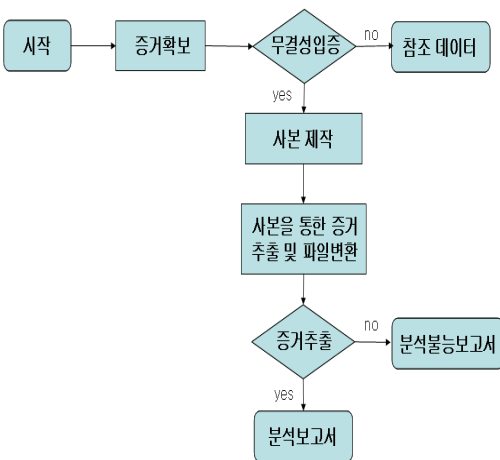 시작
증거확보
무결성입증
no
참조 데이터
yes
사본 제작
사본을 통한 증거
추출 및 파일변환
증거추출
no
분석불능보고서
yes
분석보고서